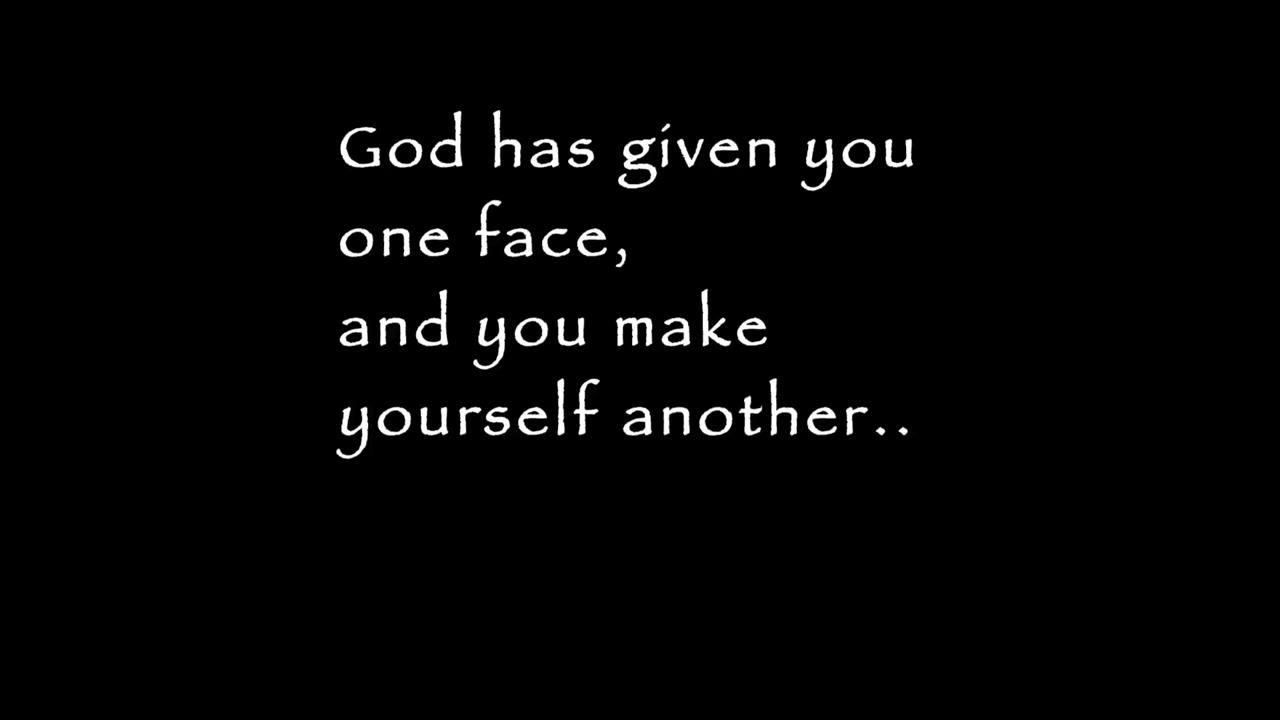 God has given you
one face,
and you make
yourself another..